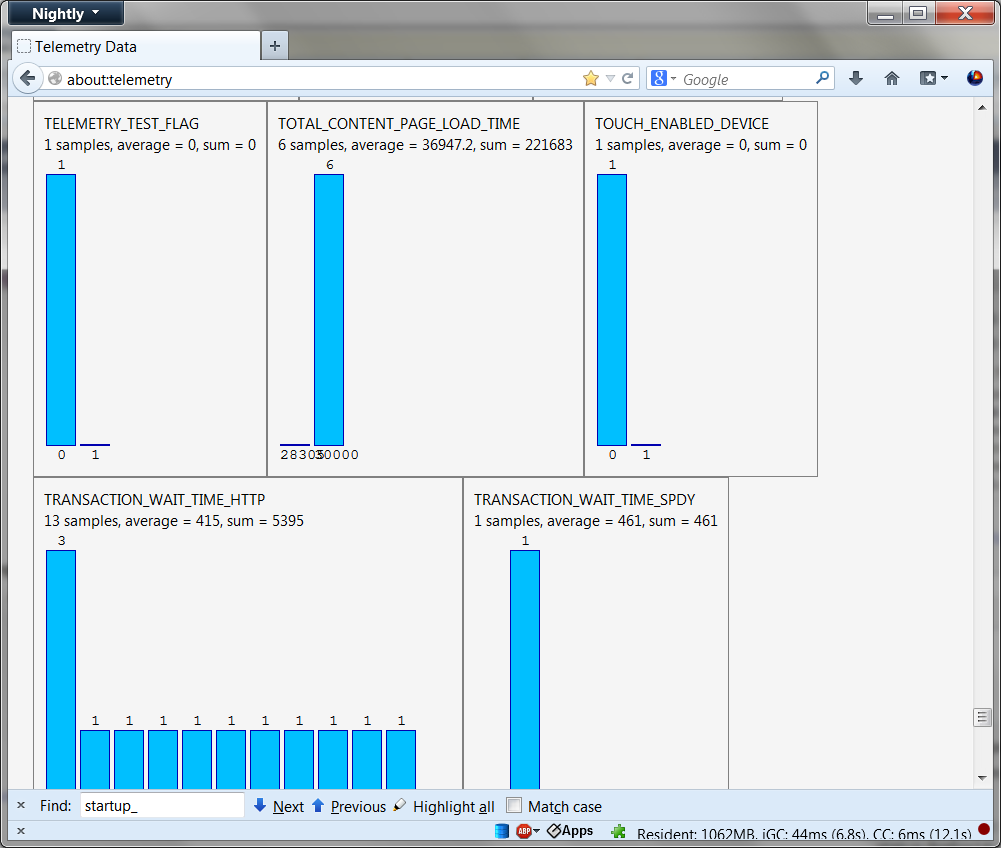 Nightly
Telemetry Data
about:telemetry
Google
TELEMETRY_TEST_FLAG
1 samples, average = 0, sum = 0
1
0 1
TOTAL_CONTENT_PAGE_LOAD_TIME
6 samples, average = 36947.2, sum = 221683
6
28305 30000
TOUCH_ENABLED_DEVICE
1 samples, average = 0, sum = 0
1
0 1
TRANSACTION_WAIT_TIME_HTTP
13 samples, average = 415, sum = 5395
3
1 1 1 1 1 1 1 1 1 1
TRANSACTION_WAIT_TIME_SPDY
1 samples, average = 461, sum = 461
1
Find: startup_ Next Previous Highlight all Match case
ABP Apps Resident: 1062MB, iGC: 44ms (6.8s), CC: 6ms (12.1s)